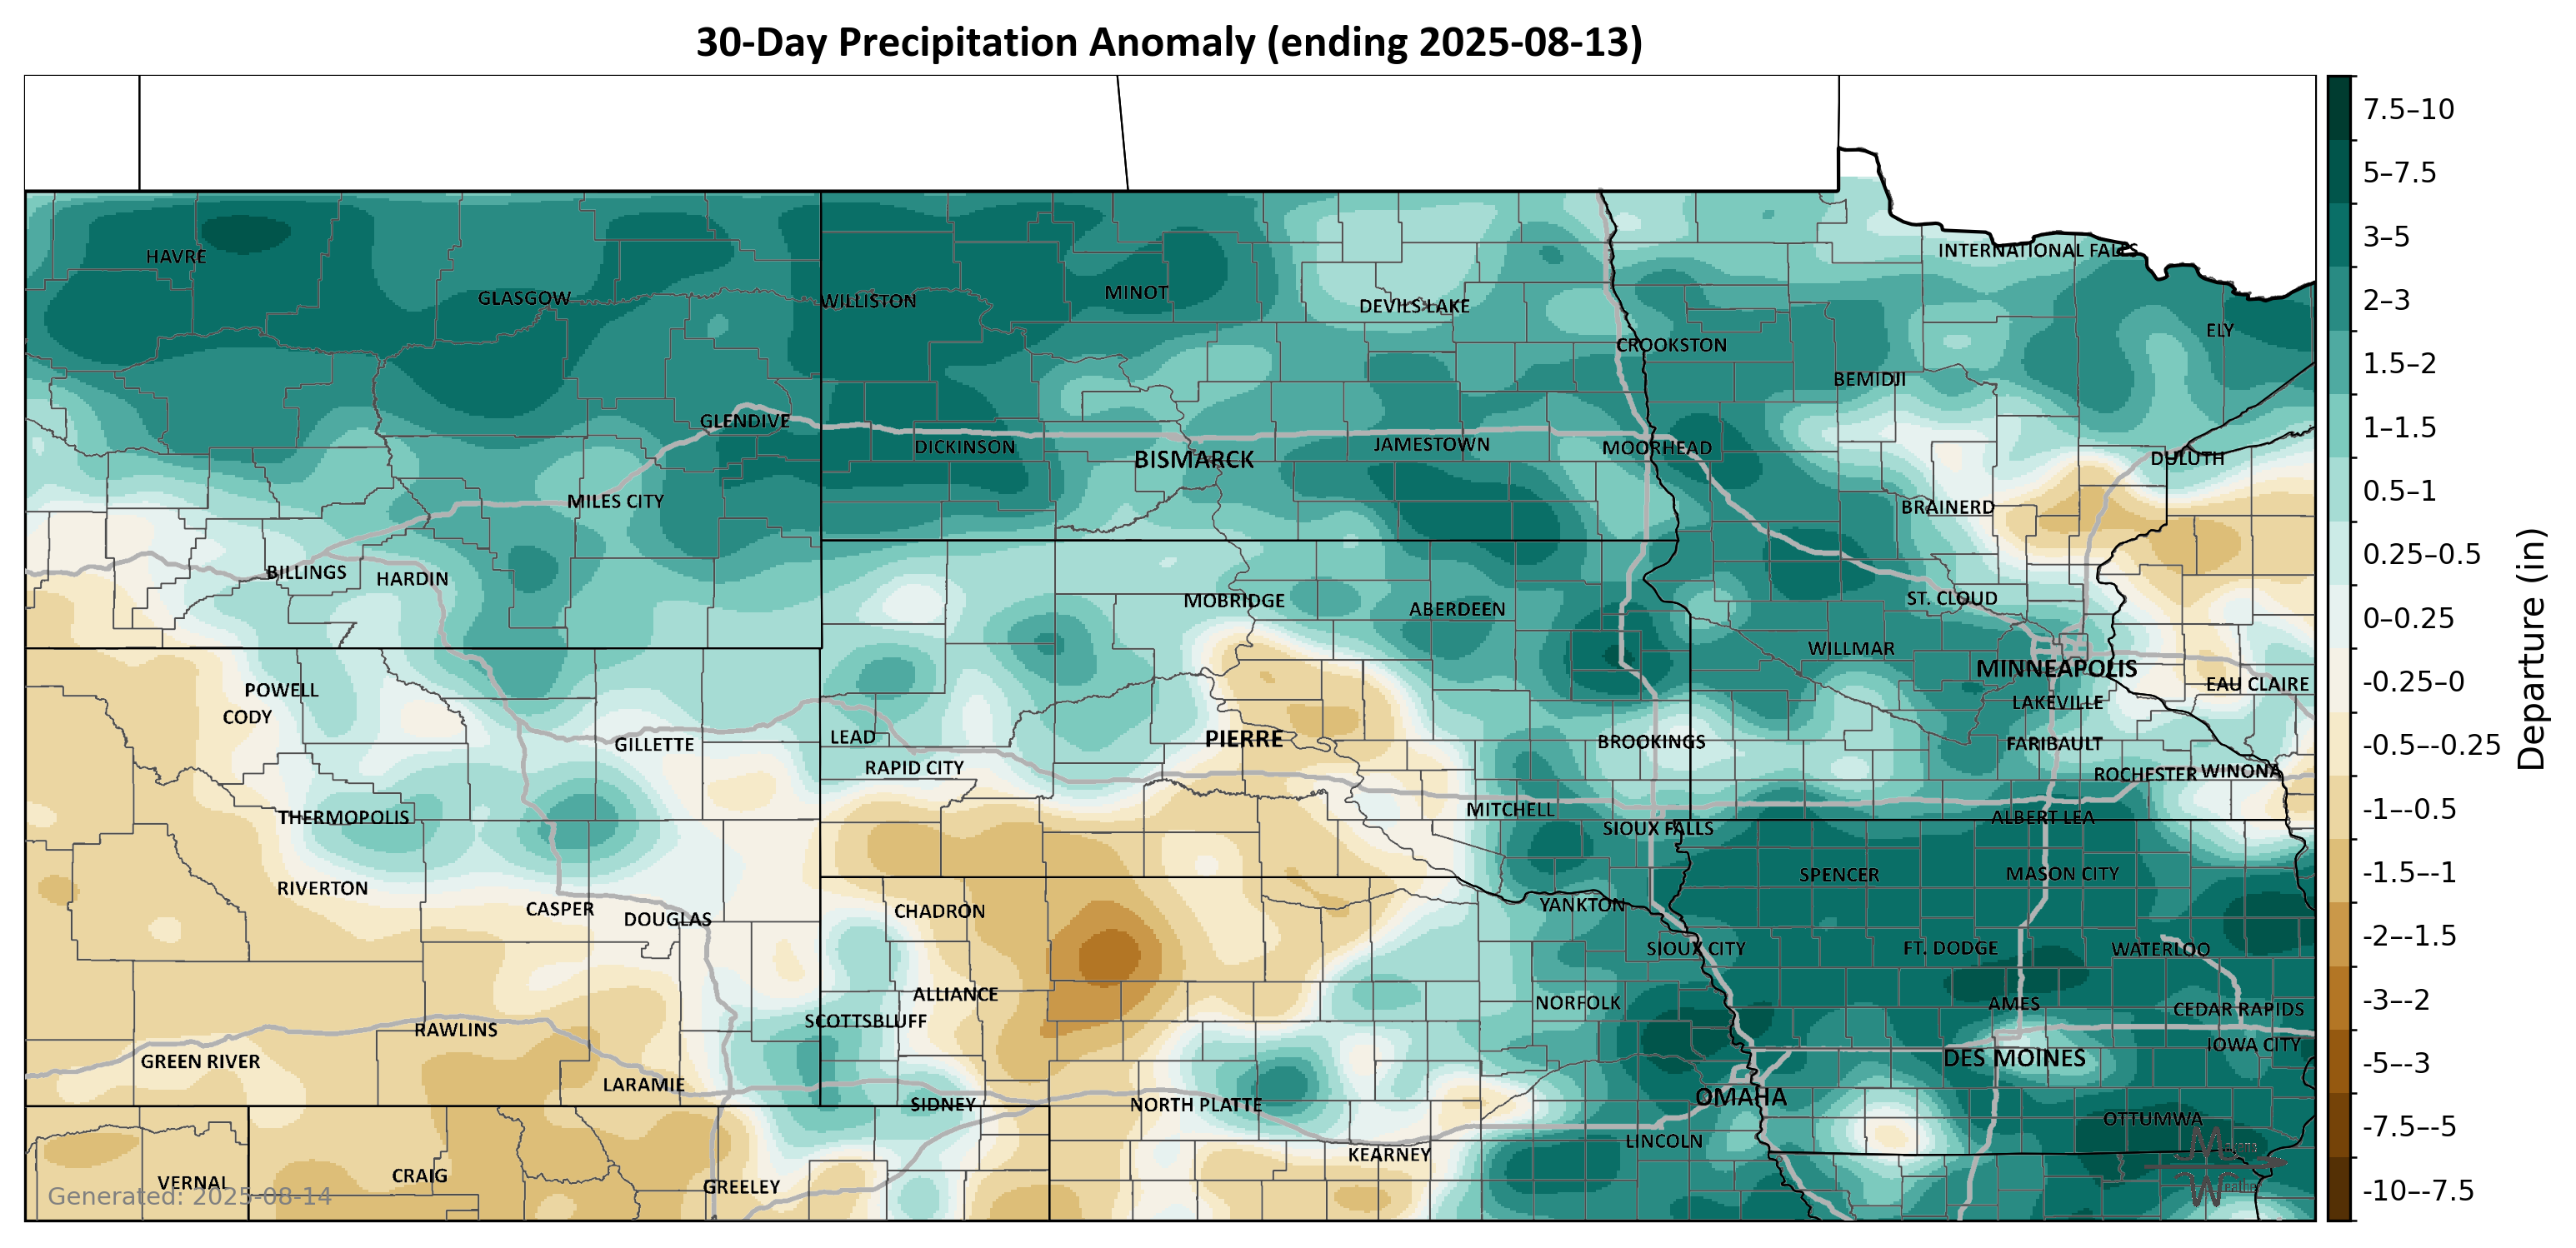 30-Day Precipitation Anomaly (ending 2025-08-13)
7.5–10
5–7.5
3–5
2–3
1.5–2
1–1.5
0.5–1
0.25–0.5
0–0.25
-0.25–0
-0.5–-0.25
-1–-0.5
-1.5–-1
-2–-1.5
-3–-2
-5–-3
-7.5–-5
-10–-7.5
Departure (in)
INTERNATIONAL FALLS
HAVRE
GLASGOW
WILLISTON
MINOT
DEVILS LAKE
ELY
CROOKSTON
BEMIDJI
GLENDIVE
DICKINSON
BISMARCK
JAMESTOWN
MOORHEAD
DULUTH
MILES CITY
BRAINERD
BILLINGS
HARDIN
MOBRIDGE
ABERDEEN
ST. CLOUD
WILLMAR
MINNEAPOLIS
POWELL
EAU CLAIRE
CODY
LAKEVILLE
GILLETTE
LEAD
PIERRE
BROOKINGS
FARIBAULT
RAPID CITY
ROCHESTER
WINONA
THERMOPOLIS
MITCHELL
SIOUX FALLS
ALBERT LEA
RIVERTON
SPENCER
MASON CITY
CASPER
DOUGLAS
CHADRON
YANKTON
SIOUX CITY
FT. DODGE
WATERLOO
ALLIANCE
NORFOLK
AMES
CEDAR RAPIDS
SCOTTSBLUFF
RAWLINS
IOWA CITY
GREEN RIVER
DES MOINES
LARAMIE
SIDNEY
NORTH PLATTE
OMAHA
OTTUMWA
LINCOLN
KEARNEY
VERNAL
CRAIG
GREELEY
Generated: 2025-08-14